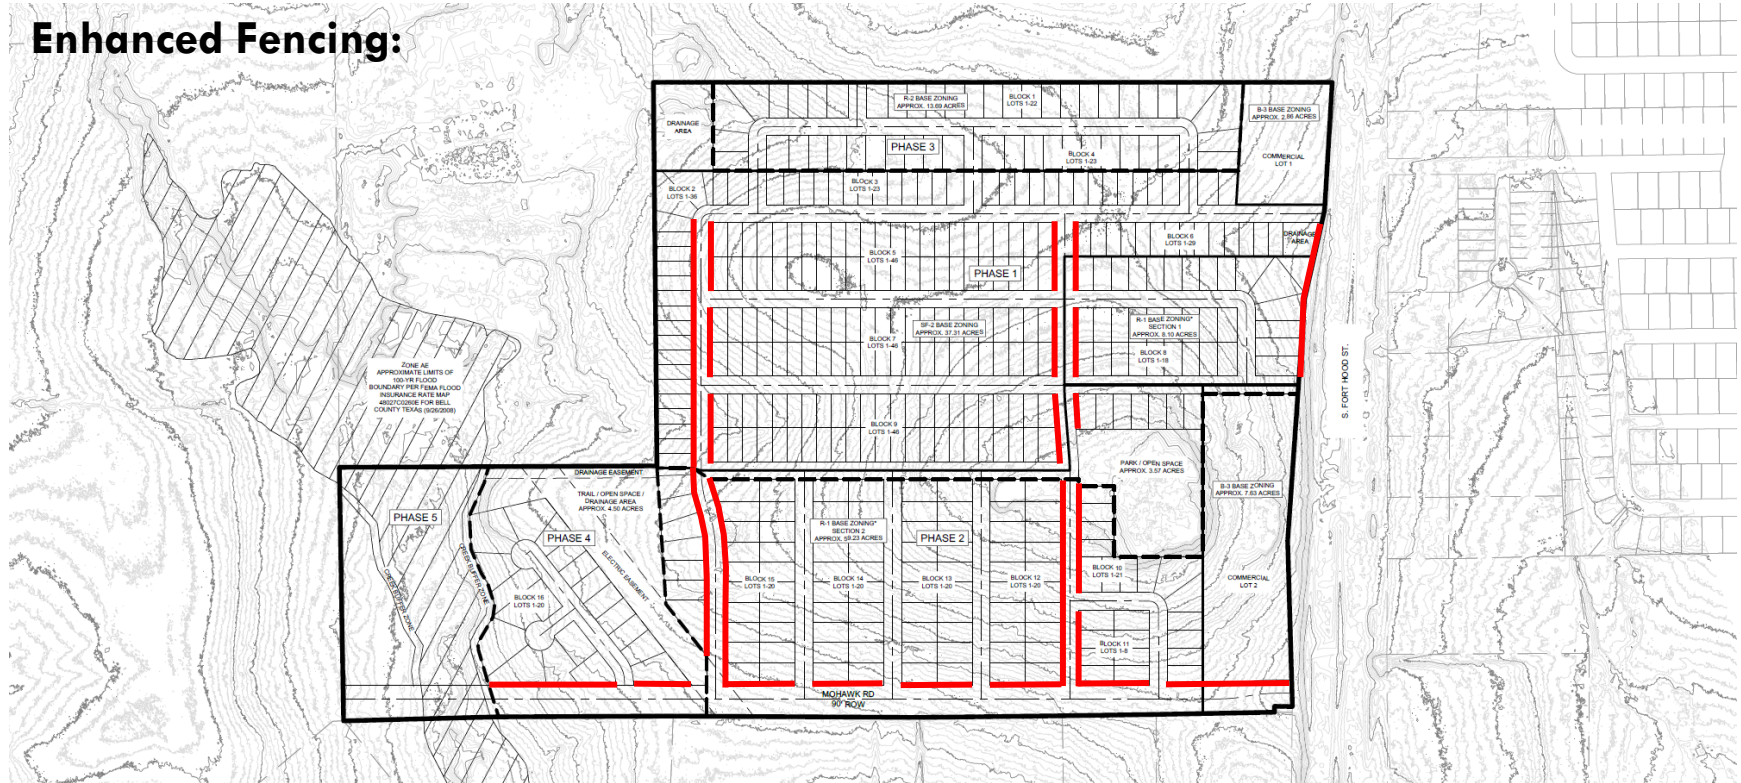 Enhanced Fencing:
R-2 BASE ZONING
APPROX. 13.69 ACRES
BLOCK 1
LOTS 1-22
B-3 BASE ZONING
APPROX. 2.86 ACRES
DRAINAGE
AREA
PHASE 3
BLOCK 4
LOTS 1-23
COMMERCIAL
LOT 1
BLOCK 2
LOTS 1-36
BLOCK 3
LOTS 1-23
BLOCK 6
LOTS 1-29
DRAINAGE
AREA
BLOCK 5
LOTS 1-46
PHASE 1
SF-2 BASE ZONING
APPROX. 37.31 ACRES
R-1 BASE ZONING*
SECTION 1
APPROX. 8.10 ACRES
BLOCK 7
LOTS 1-46
BLOCK 8
LOTS 1-18
S. FORT HOOD ST.
ZONE AE
APPROXIMATE LIMITS OF
100-YR FLOOD
BOUNDARY PER FEMA FLOOD
INSURANCE RATE MAP
48027C0260E FOR BELL
COUNTY TEXAS (9/26/2008)
BLOCK 9
LOTS 1-46
PARK / OPEN SPACE
APPROX. 3.57 ACRES
DRAINAGE EASEMENT
TRAIL / OPEN SPACE /
DRAINAGE AREA
APPROX. 4.50 ACRES
B-3 BASE ZONING
APPROX. 7.63 ACRES
PHASE 5
PHASE 4
R-1 BASE ZONING*
SECTION 2
APPROX. 59.23 ACRES
PHASE 2
CREEK BUFFER ZONE
CREEK BUFFER ZONE
ELECTRIC EASEMENT
BLOCK 15
LOTS 1-20
BLOCK 14
LOTS 1-20
BLOCK 13
LOTS 1-20
BLOCK 12
LOTS 1-20
BLOCK 10
LOTS 1-21
COMMERCIAL
LOT 2
BLOCK 16
LOTS 1-20
BLOCK 11
LOTS 1-8
MOHAWK RD
90' ROW